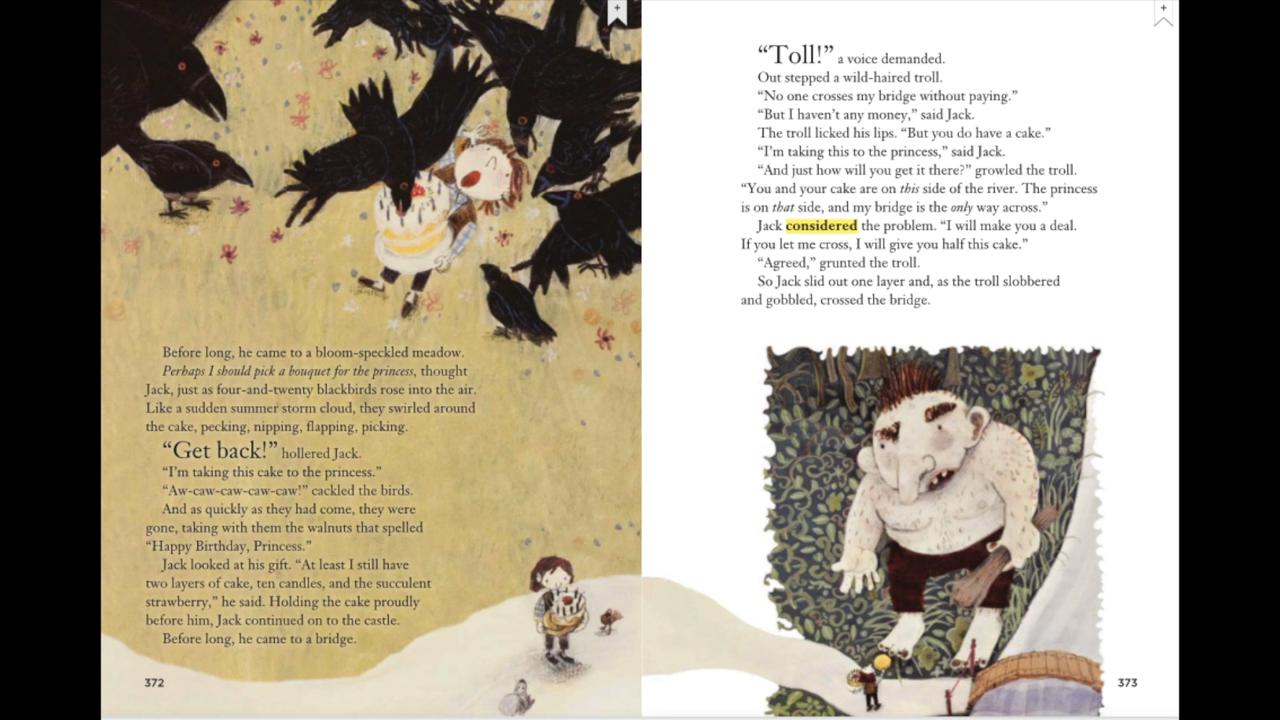 Before long, he came to a bloom-speckled meadow.
Perhaps I should pick a bouquet for the princess, thought
Jack, just as four-and-twenty blackbirds rose into the air.
Like a sudden summer storm cloud, they swirled around
the cake, pecking, nipping, flapping, picking.
“Get back!” hollered Jack.
“I’m taking this cake to the princess.”
“Aw-caw-caw-caw-caw!” cackled the birds.
And as quickly as they had come, they were
gone, taking with them the walnuts that spelled
“Happy Birthday, Princess.”
Jack looked at his gift. “At least I still have
two layers of cake, ten candles, and the succulent
strawberry,” he said. Holding the cake proudly
before him, Jack continued on to the castle.
Before long, he came to a bridge.
372
“Toll!” a voice demanded.
Out stepped a wild-haired troll.
“No one crosses my bridge without paying.”
“But I haven’t any money,” said Jack.
The troll licked his lips. “But you do have a cake.”
“I’m taking this to the princess,” said Jack.
“And just how will you get it there?” growled the troll.
“You and your cake are on this side of the river. The princess
is on that side, and my bridge is the only way across.”
Jack considered the problem. “I will make you a deal.
If you let me cross, I will give you half this cake.”
“Agreed,” grunted the troll.
So Jack slid out one layer and, as the troll slobbered
and gobbled, crossed the bridge.
373